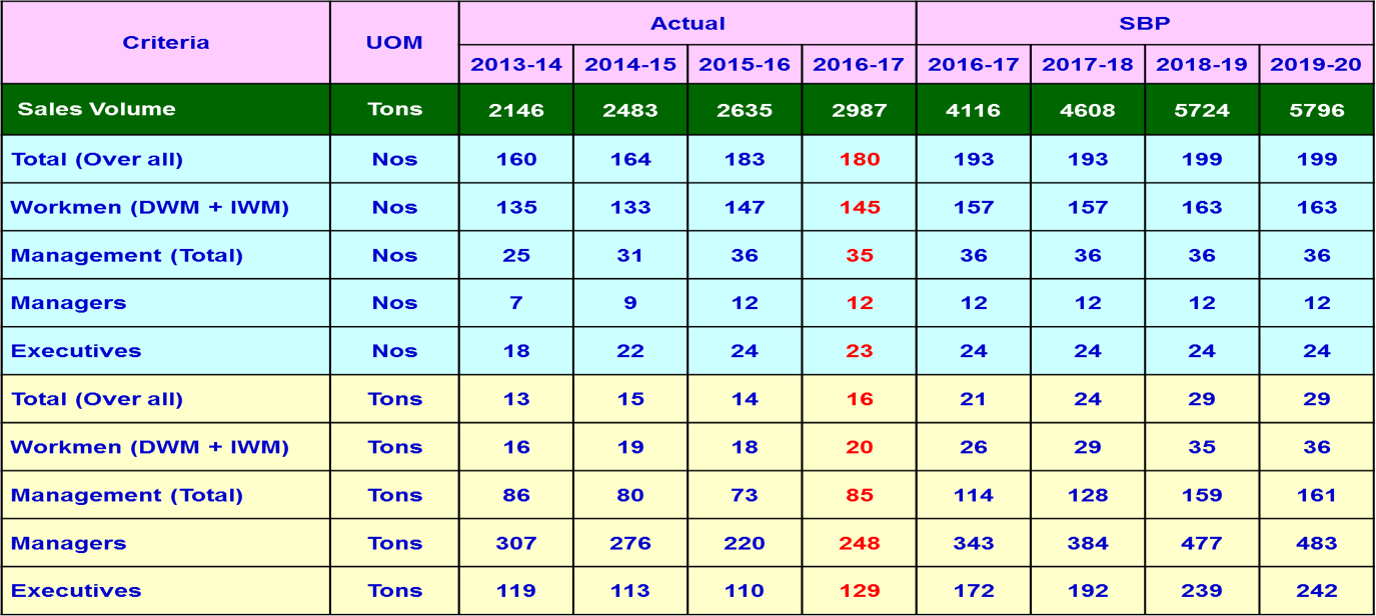 Criteria UOM Actual SBP
2013-14 2014-15 2015-16 2016-17 2016-17 2017-18 2018-19 2019-20
Sales Volume Tons 2146 2483 2635 2987 4116 4608 5724 5796
Total (Over all) Nos 160 164 183 180 193 193 199 199
Workmen (DWM + IWM) Nos 135 133 147 145 157 157 163 163
Management (Total) Nos 25 31 36 35 36 36 36 36
Managers Nos 7 9 12 12 12 12 12 12
Executives Nos 18 22 24 23 24 24 24 24
Total (Over all) Tons 13 15 14 16 21 24 29 29
Workmen (DWM + IWM) Tons 16 19 18 20 26 29 35 36
Management (Total) Tons 86 80 73 85 114 128 159 161
Managers Tons 307 276 220 248 343 384 477 483
Executives Tons 119 113 110 129 172 192 239 242